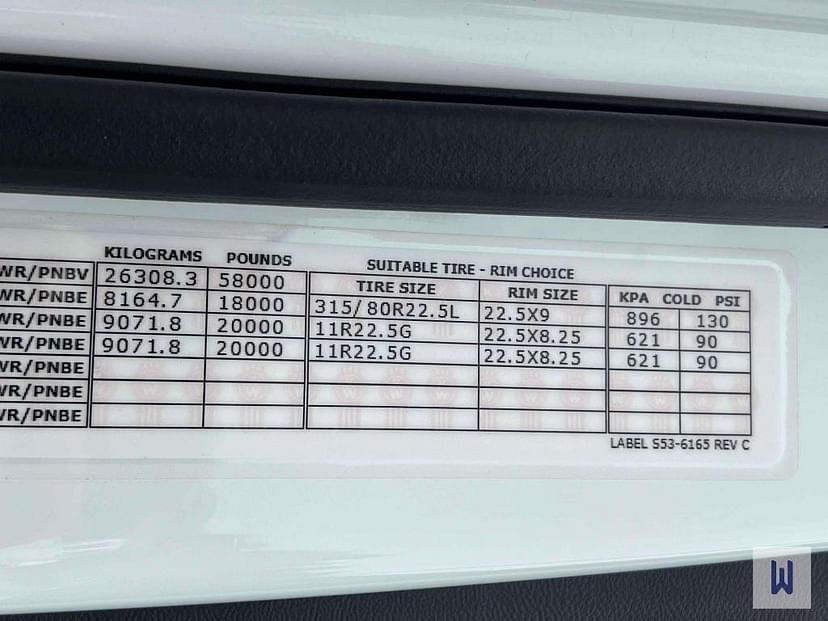 KILOGRAMS POUNDS SUITABLE TIRE - RIM CHOICE
WR/PNBV 26308.3 58000 TIRE SIZE RIM SIZE KPA COLD PSI
WR/PNBE 8164.7 18000 315/80R22.5L 22.5X9 896 130
WR/PNBE 9071.8 20000 11R22.5G 22.5X8.25 621 90
WR/PNBE 9071.8 20000 11R22.5G 22.5X8.25 621 90
WR/PNBE
WR/PNBE
WR/PNBE
LABEL S53-6165 REV C
W